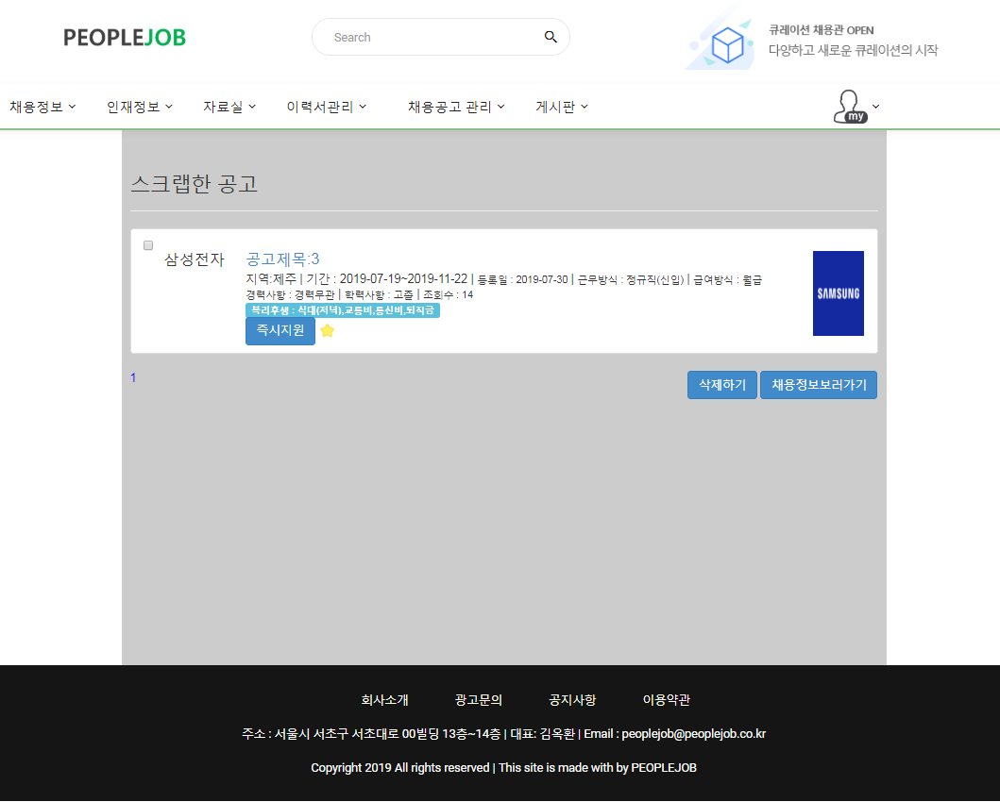 PEOPLEJOB
Search
큐레이션 채용관 OPEN
다양하고 새로운 큐레이션의 시작
채용정보 인재정보 자료실 이력서관리 채용공고 관리 게시판
my
스크랩한 공고
삼성전자
공고제목:3
지역:제주 | 기간 : 2019-07-19~2019-11-22 | 등록일 : 2019-07-30 | 근무방식 : 정규직(신입) | 급여방식 : 월급
경력사항 : 경력무관 | 학력사항 : 고졸 | 조회수 : 14
복리후생 : 식대(저녁),교통비,통신비,퇴직금
즉시지원
SAMSUNG
1
삭제하기 채용정보보러가기
회사소개 광고문의 공지사항 이용약관
주소 : 서울시 서초구 서초대로 00빌딩 13층~14층 | 대표: 김옥환 | Email : peoplejob@peoplejob.co.kr
Copyright 2019 All rights reserved | This site is made with by PEOPLEJOB